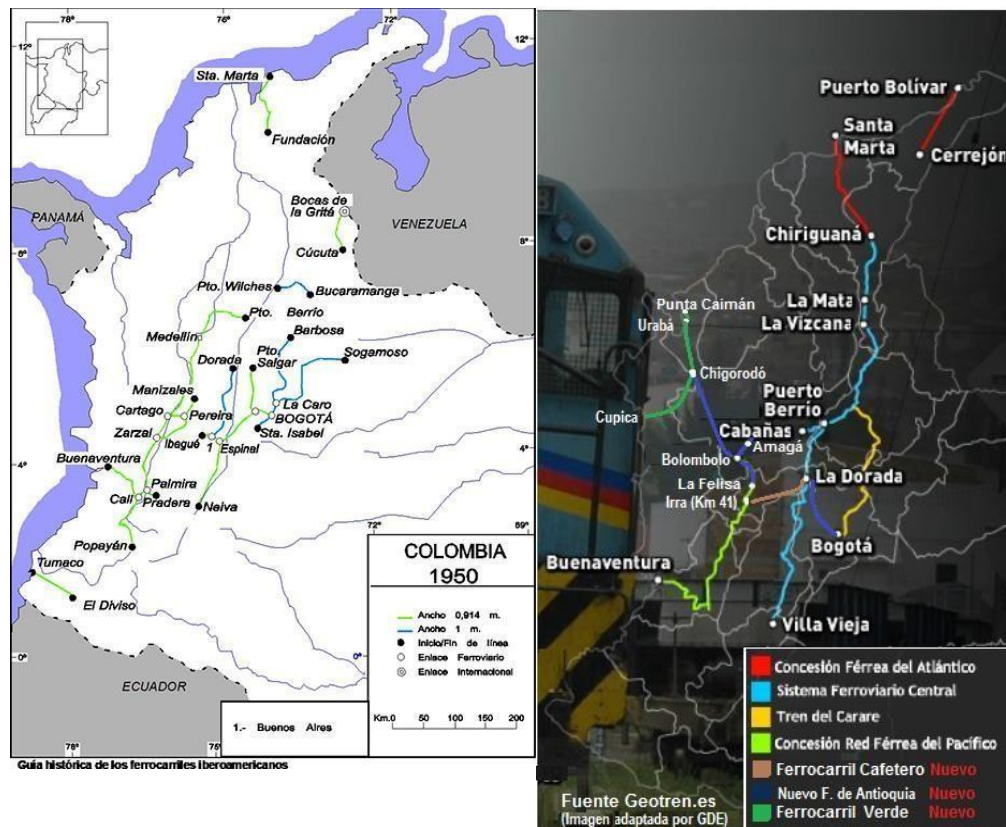 78°
76°
72°
12°
12°
Sta. Marta
Fundación
Bocas de
la Gritá
PANAMÁ
VENEZUELA
8°
8°
Cúcuta
Pto. Wilches
Bucaramanga
Pto.
Berrío
Medellín
Barbosa
Dorada
Pto.
Salgar
Sogamoso
Manizales
La Caro
Cartago
Pereira
BOGOTÁ
Zarzal
Ibagué
1
Espinal
Sta. Isabel
Buenaventura
4°
4°
Palmira
Cali
Pradera
Neiva
72°
69°
Popayán
Tumaco
El Diviso
COLOMBIA
1950
Ancho 0,914 m.
Ancho 1 m.
Inicio/Fin de línea
Enlace Ferroviario
Enlace Internacional
0°
0°
ECUADOR
Km.0 50 100 150 200
1.- Buenos Aires
78°
Guía histórica de los ferrocarriles iberoamericanos
Puerto Bolívar
Santa
Marta
Cerrejón
Chiriguaná
La Mata
La Vizcana
Punta Caimán
Urabá
Chigorodó
Cupica
Puerto
Berrío
Cabañas
Amagá
Bolombolo
La Felisa
La Dorada
Irra (Km 41)
Bogotá
Buenaventura
Villa Vieja
Concesión Férrea del Atlántico
Sistema Ferroviario Central
Tren del Carare
Concesión Red Férrea del Pacífico
Ferrocarril Cafetero Nuevo
Nuevo F. de Antioquia Nuevo
Ferrocarril Verde Nuevo
Fuente Geotren.es
(Imagen adaptada por GDE)